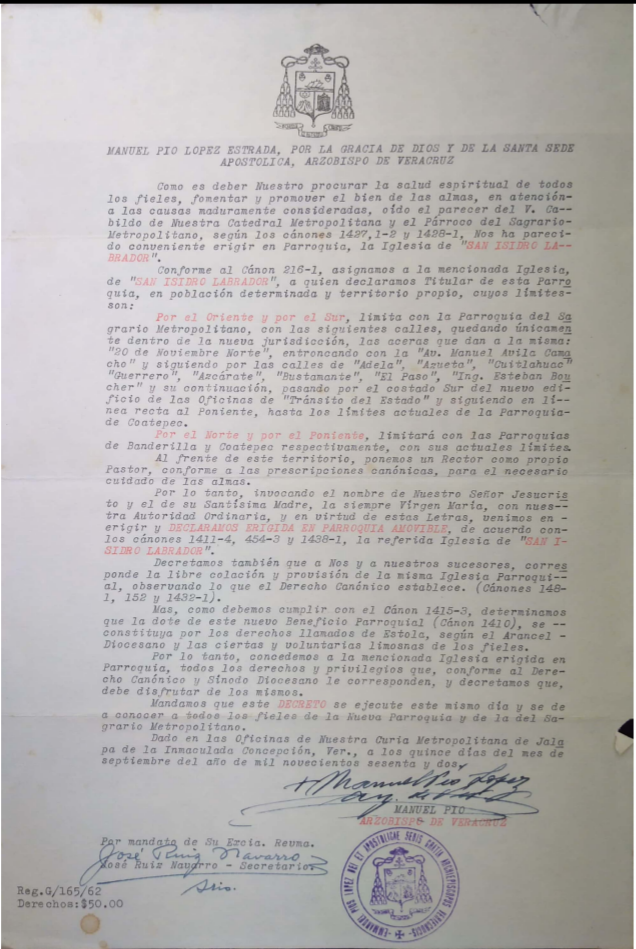 MANUEL PIO LOPEZ ESTRADA, POR LA GRACIA DE DIOS Y DE LA SANTA SEDE
APOSTOLICA, ARZOBISPO DE VERACRUZ
Como es deber Nuestro procurar la salud espiritual de todos
los fieles, fomentar y promover el bien de las almas, en atención-
a las causas maduramente consideradas, oído el parecer del V. Ca--
bildo de Nuestra Catedral Metropolitana y el Párroco del Sagrario-
Metropolitano, según los cánones 1427,1-2 y 1428-1, Nos ha pareci
do conveniente erigir en Parroquia, la Iglesia de "SAN ISIDRO LA--
BRADOR".
Conforme al Cánon 216-1, asignamos a la mencionada Iglesia,
de "SAN ISIDRO LABRADOR", a quien declaramos Titular de esta Parro
quia, en población determinada y territorio propio, cuyos límites-
son:
Por el Oriente y por el Sur, limita con la Parroquia del Sa
grario Metropolitano, con las siguientes calles, quedando únicamen
te dentro de la nueva jurisdicción, las aceras que dan a la misma:
"20 de Noviembre Norte", entroncando con la "Av. Manuel Avila Cama
cho" y siguiendo por las calles de "Adela", "Azueto", "Cuitlahuac"
"Guerrero", "Azcárate", "Bustamante", "El Paso", "Ing. Esteban Bou
cher" y su continuación, pasando por el costado Sur del nuevo edi-
ficio de las Oficinas de "Tránsito del Estado" y siguiendo en lí--
nea recta al Poniente, hasta los límites actuales de la Parroquia-
de Coatepec.
Por el Norte y por el Poniente, limitará con las Parroquias
de Banderilla y Coatepec respectivamente, con sus actuales límites.
Al frente de este territorio, ponemos un Rector como propio
Pastor, conforme a las prescripciones canónicas, para el necesario
cuidado de las almas.
Por lo tanto, invocando el nombre de Nuestro Señor Jesucris
to y el de su Santísima Madre, la siempre Virgen María, con nues--
tra Autoridad Ordinaria, y en virtud de estas Letras, venimos en -
erigir y DECLARAMOS ERIGIDA EN PARROQUIA AMOVIBLE, de acuerdo con-
los cánones 1411-4, 454-3 y 1438-1, la referida Iglesia de "SAN I-
SIDRO LABRADOR".
Decretamos también que a Nos y a nuestros sucesores, corres
ponde la libre colación y provisión de la misma Iglesia Parroqui--
al, observando lo que el Derecho Canónico establece. (Cánones 148-
1, 152 y 1432-1).
Mas, como debemos cumplir con el Cánon 1415-3, determinamos
que la dote de este nuevo Beneficio Parroquial (Cánon 1410), se --
constituya por los derechos llamados de Estola, según el Arancel -
Diocesano y las ciertas y voluntarias limosnas de los fieles.
Por lo tanto, concedemos a la mencionada Iglesia erigida en
Parroquia, todos los derechos y privilegios que, conforme al Dere-
cho Canónico y Sínodo Diocesano le corresponden, y decretamos que,
debe disfrutar de los mismos.
Mandamos que este DECRETO se ejecute este mismo día y se dé
a conocer a todos los fieles de la Nueva Parroquia y de la del Sa-
grario Metropolitano.
Dado en las Oficinas de Nuestra Curia Metropolitana de Jala
pa de la Inmaculada Concepción, Ver., a los quince días del mes de
septiembre del año de mil novecientos sesenta y dos.
+ Manuel Pio López
MANUEL PIO
ARZOBISPO DE VERACRUZ
Por mandato de Su Excia. Revma.
José Ruiz Navarro
José Ruiz Navarro - Secretario
Srio.
Reg.G/165/62
Derechos:$50.00